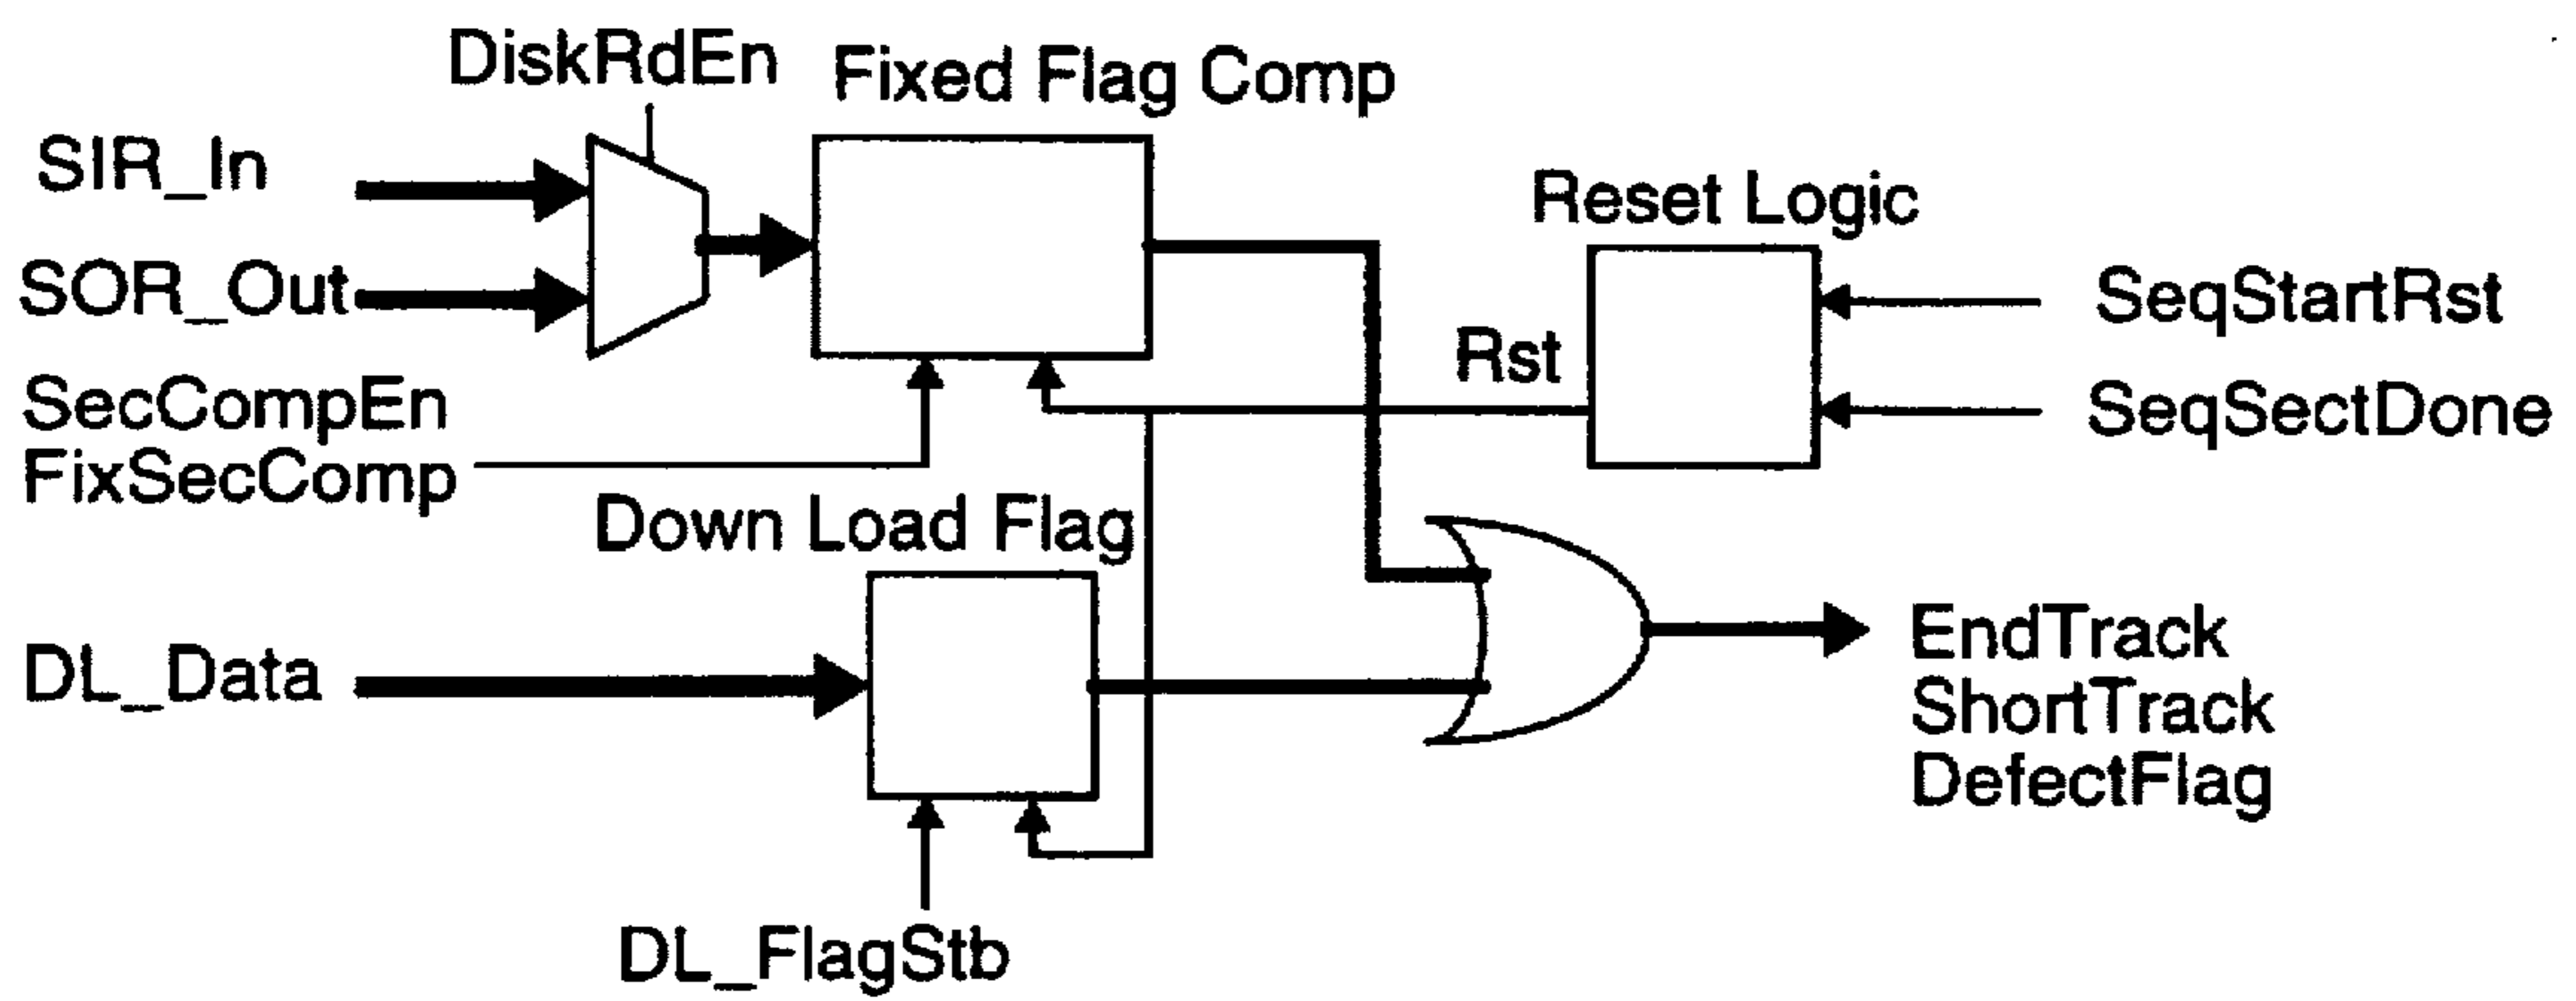 DiskRdEn
Fixed Flag Comp
SIR_In
SOR_Out
Reset Logic
SeqStartRst
Rst
SeqSectDone
SecCompEn
FixSecComp
Down Load Flag
DL_Data
EndTrack
ShortTrack
DefectFlag
DL_FlagStb